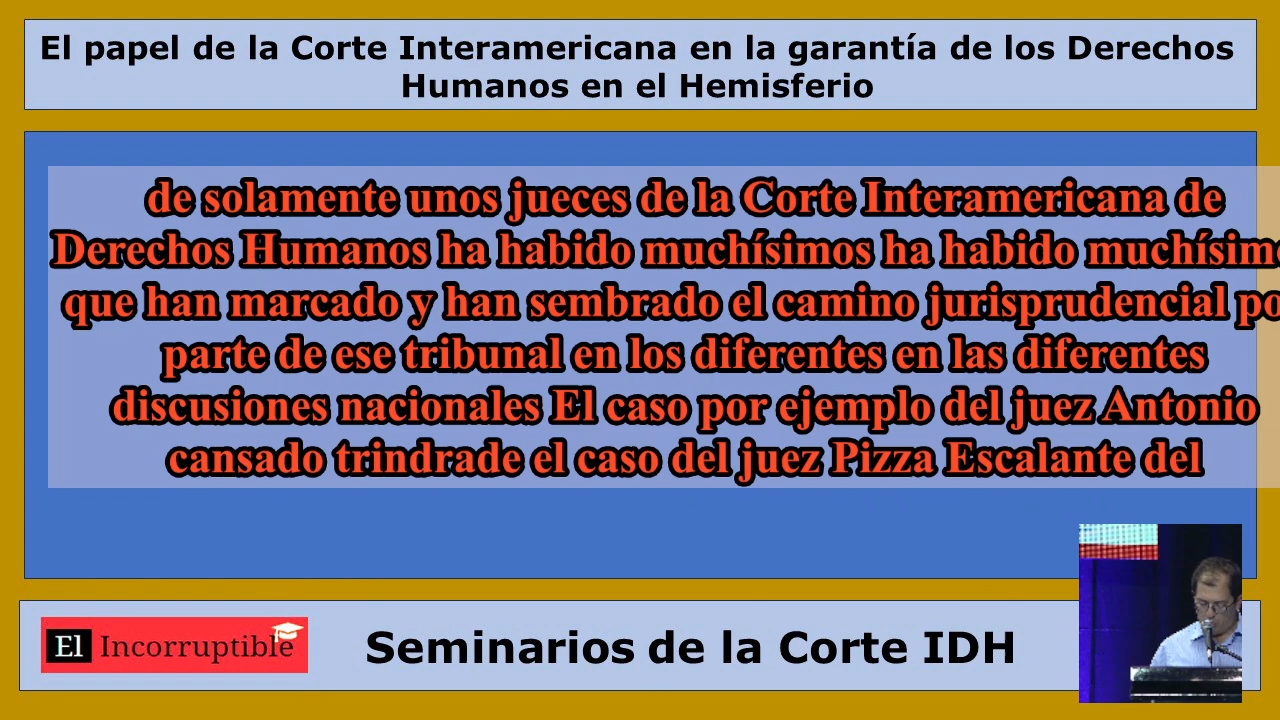 El papel de la Corte Interamericana en la garantía de los Derechos
Humanos en el Hemisferio
de solamente unos jueces de la Corte Interamericana de
Derechos Humanos ha habido muchísimos ha habido
que han marcado y han sembrado el camino jurisprudencial
parte de ese tribunal en los diferentes en las diferentes
discusiones nacionales El caso por ejemplo del juez Antonio
cansado trindrade el caso del juez Pizza Escalante del
El Incorruptible
Seminarios de la Corte IDH